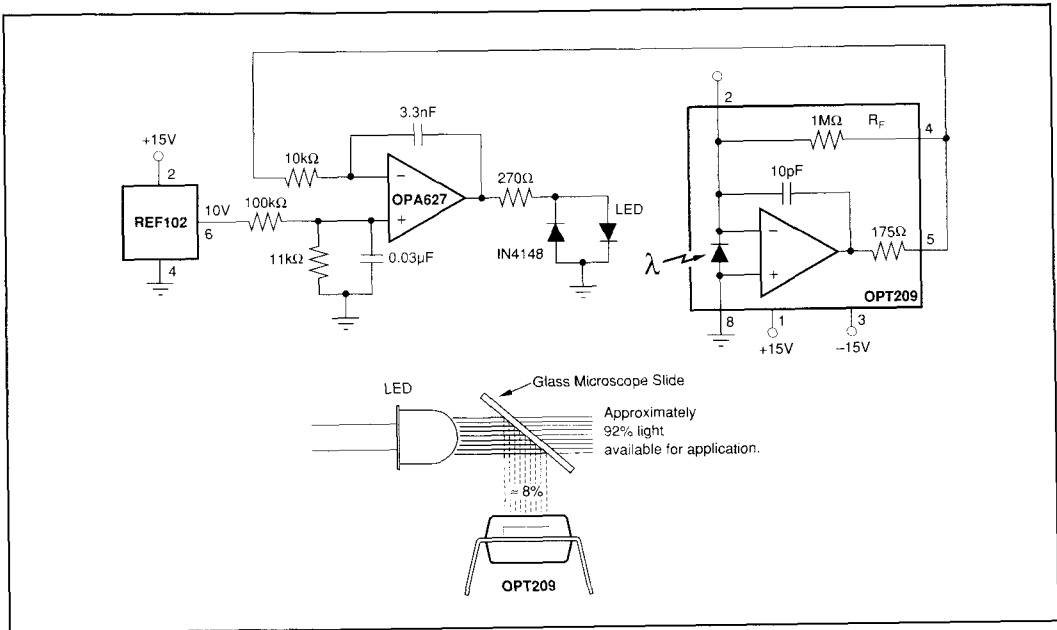 +15V
2
REF102
10V
6
4
100kΩ
11kΩ
0.03µF
10kΩ
3.3nF
OPA627
−
+
270Ω
LED
IN4148
2
1MΩ
RF
4
10pF
−
+
175Ω
5
λ
OPT209
8
1
3
+15V
−15V
LED
Glass Microscope Slide
Approximately
92% light
available for application.
≈ 8%
OPT209